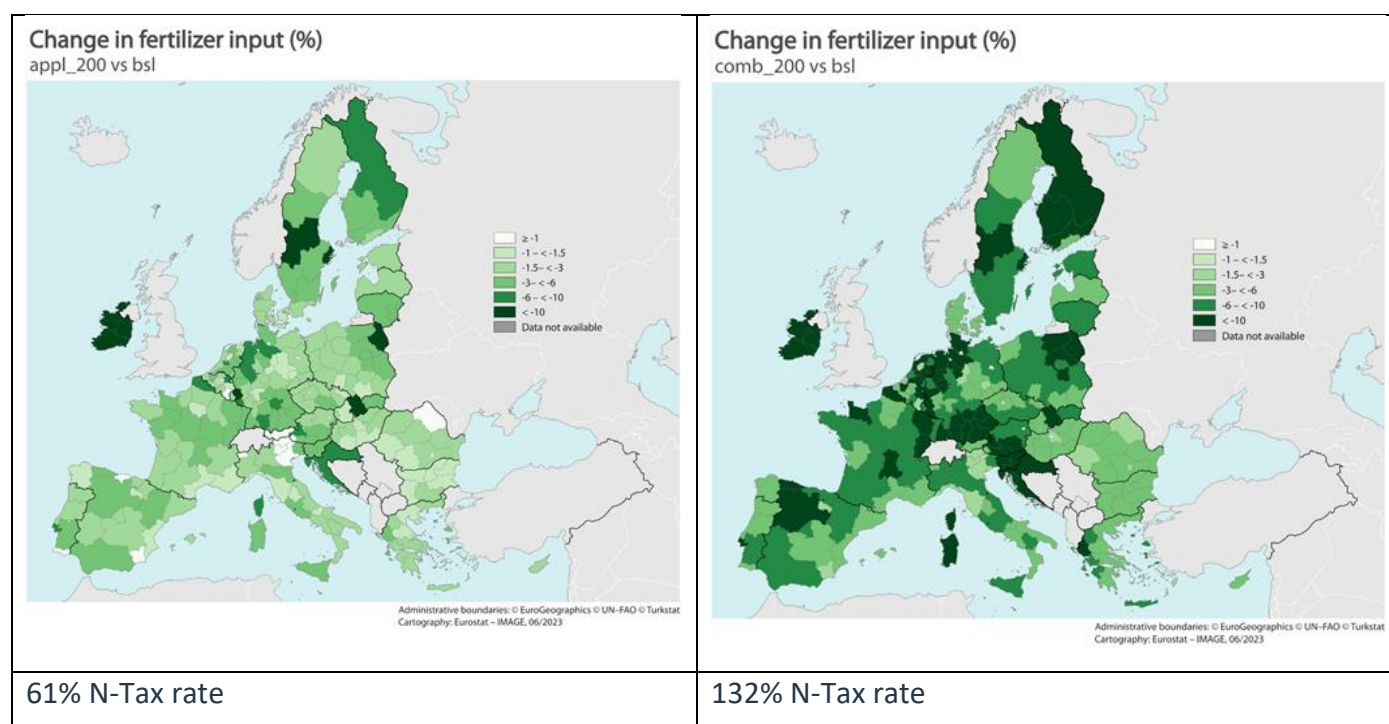 Change in fertilizer input (%)
appl_200 vs bsl
≥ -1
-1 – < -1.5
-1.5– < -3
-3– < -6
-6 – < -10
< -10
Data not available
Administrative boundaries: © EuroGeographics © UN–FAO © Turkstat
Cartography: Eurostat – IMAGE, 06/2023
61% N-Tax rate
Change in fertilizer input (%)
comb_200 vs bsl
≥ -1
-1 – < -1.5
-1.5– < -3
-3– < -6
-6 – < -10
< -10
Data not available
Administrative boundaries: © EuroGeographics © UN–FAO © Turkstat
Cartography: Eurostat – IMAGE, 06/2023
132% N-Tax rate